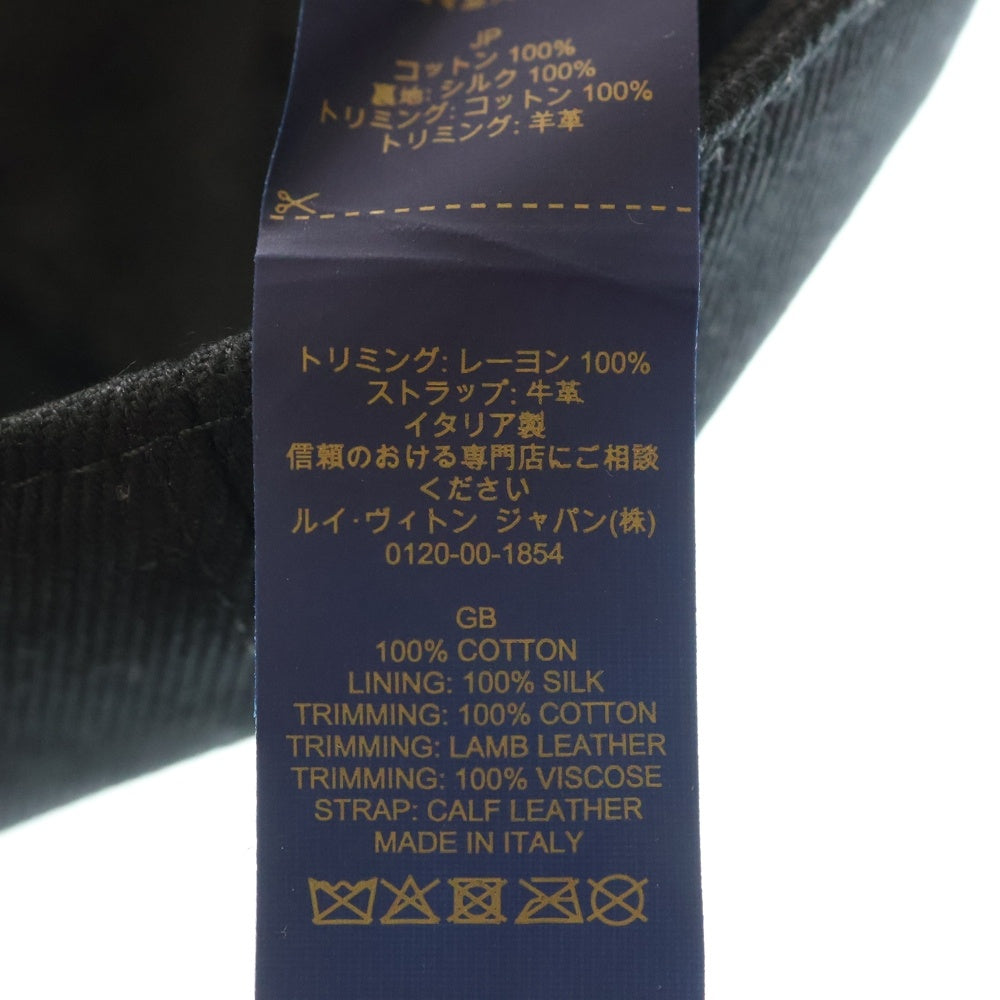 JP
コットン 100%
裏地: シルク 100%
トリミング: コットン 100%
トリミング: 羊革
トリミング: レーヨン 100%
ストラップ: 牛革
イタリア製
信頼のおける専門店にご相談
ください
ルイ·ヴィトン ジャパン(株)
0120-00-1854
GB
100% COTTON
LINING: 100% SILK
TRIMMING: 100% COTTON
TRIMMING: LAMB LEATHER
TRIMMING: 100% VISCOSE
STRAP: CALF LEATHER
MADE IN ITALY